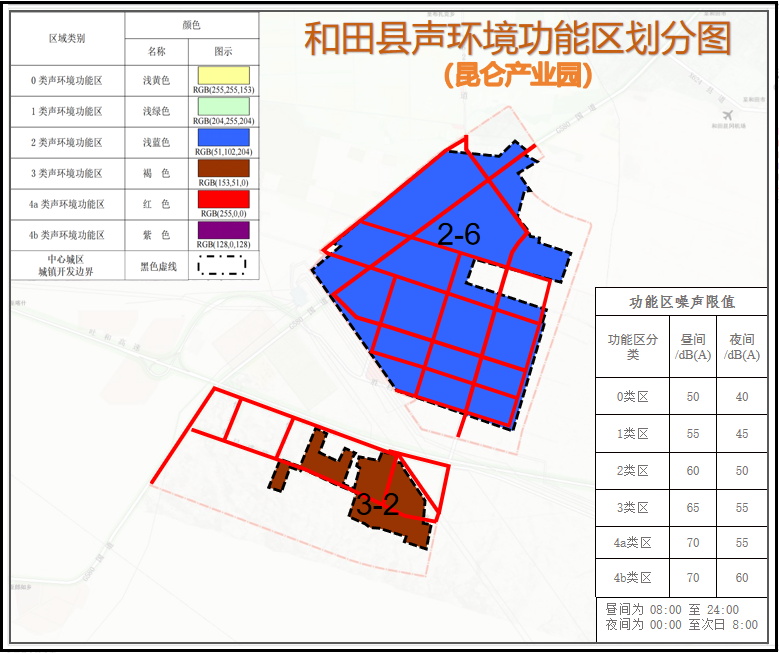 和田县声环境功能区划分图
(昆仑产业园)
区域类别
颜色
名称
图示
0 类声环境功能区
浅黄色
RGB(255,255,153)
1 类声环境功能区
浅绿色
RGB(204,255,204)
2 类声环境功能区
浅蓝色
RGB(51,102,204)
3 类声环境功能区
褐 色
RGB(153,51,0)
4a 类声环境功能区
红 色
RGB(255,0,0)
4b 类声环境功能区
紫 色
RGB(128,0,128)
中心城区
城镇开发边界
黑色虚线
2-6
3-2
功能区噪声限值
功能区分类
昼间/dB(A)
夜间/dB(A)
0类区 50 40
1类区 55 45
2类区 60 50
3类区 65 55
4a类区 70 55
4b类区 70 60
昼间为 08:00 至 24:00
夜间为 00:00 至次日 8:00